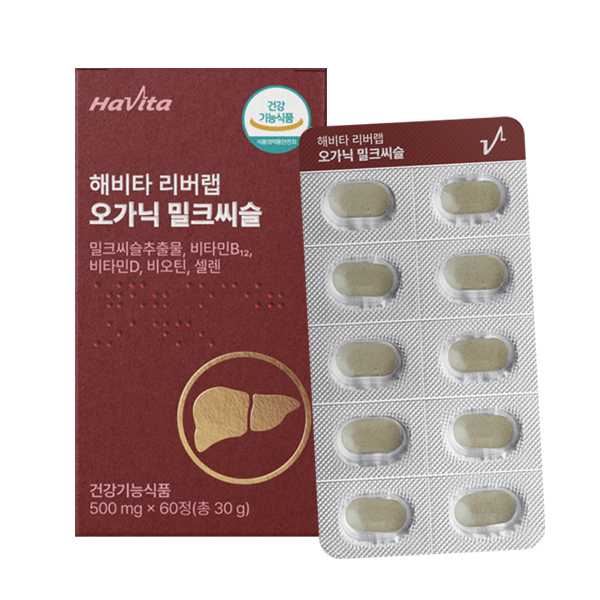 Havita
건강
기능식품
식품의약품안전처
해비타 리버랩
오가닉 밀크씨슬
밀크씨슬추출물, 비타민B₁₂,
비타민D, 비오틴, 셀렌
건강기능식품
500 mg × 60정(총 30 g)
해비타 리버랩
오가닉 밀크씨슬